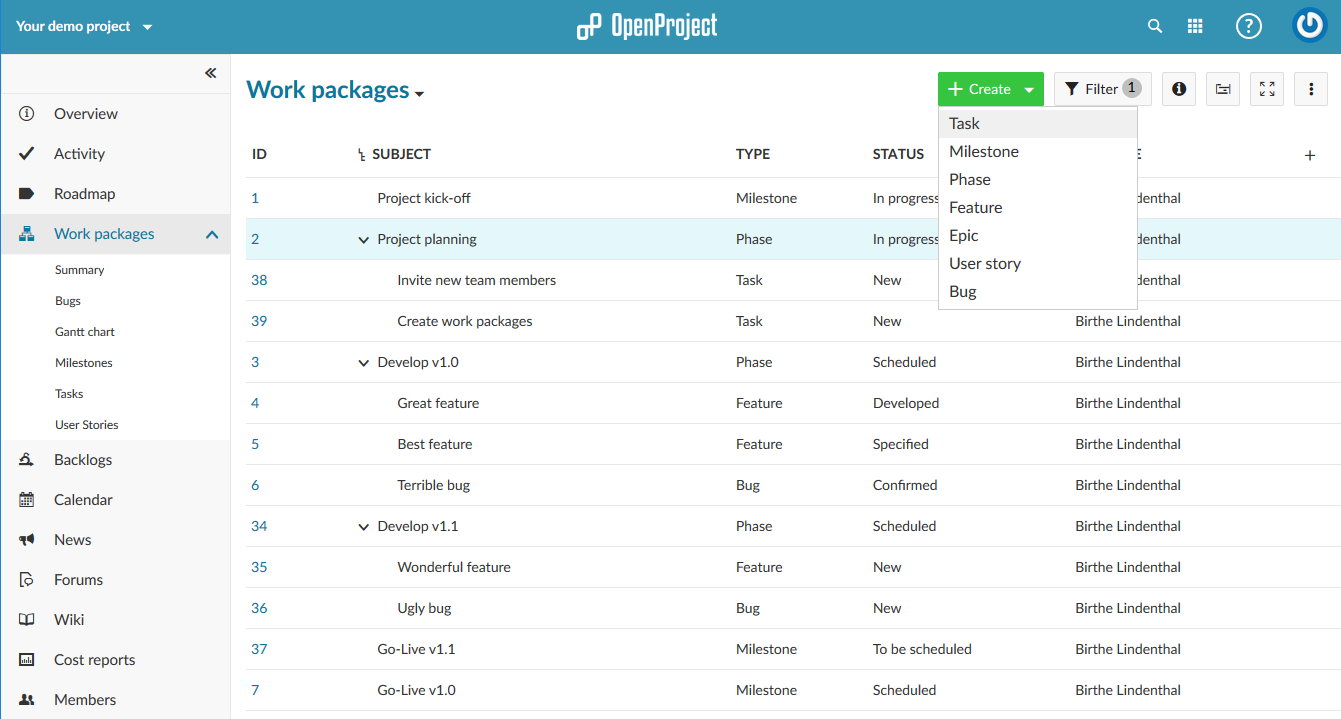 Your demo project
OpenProject
?
Overview
Activity
Roadmap
Work packages
Summary
Bugs
Gantt chart
Milestones
Tasks
User Stories
Backlogs
Calendar
News
Forums
Wiki
Cost reports
Members
Work packages
+ Create
Filter 1
Task
Milestone
Phase
Feature
Epic
User story
Bug
ID SUBJECT TYPE STATUS E +
1 Project kick-off Milestone In progress
2 Project planning Phase In progress denthal
38 Invite new team members Task New denthal
39 Create work packages Task New Birthe Lindenthal
3 Develop v1.0 Phase Scheduled Birthe Lindenthal
4 Great feature Feature Developed Birthe Lindenthal
5 Best feature Feature Specified Birthe Lindenthal
6 Terrible bug Bug Confirmed Birthe Lindenthal
34 Develop v1.1 Phase Scheduled Birthe Lindenthal
35 Wonderful feature Feature New Birthe Lindenthal
36 Ugly bug Bug New Birthe Lindenthal
37 Go-Live v1.1 Milestone To be scheduled Birthe Lindenthal
7 Go-Live v1.0 Milestone Scheduled Birthe Lindenthal